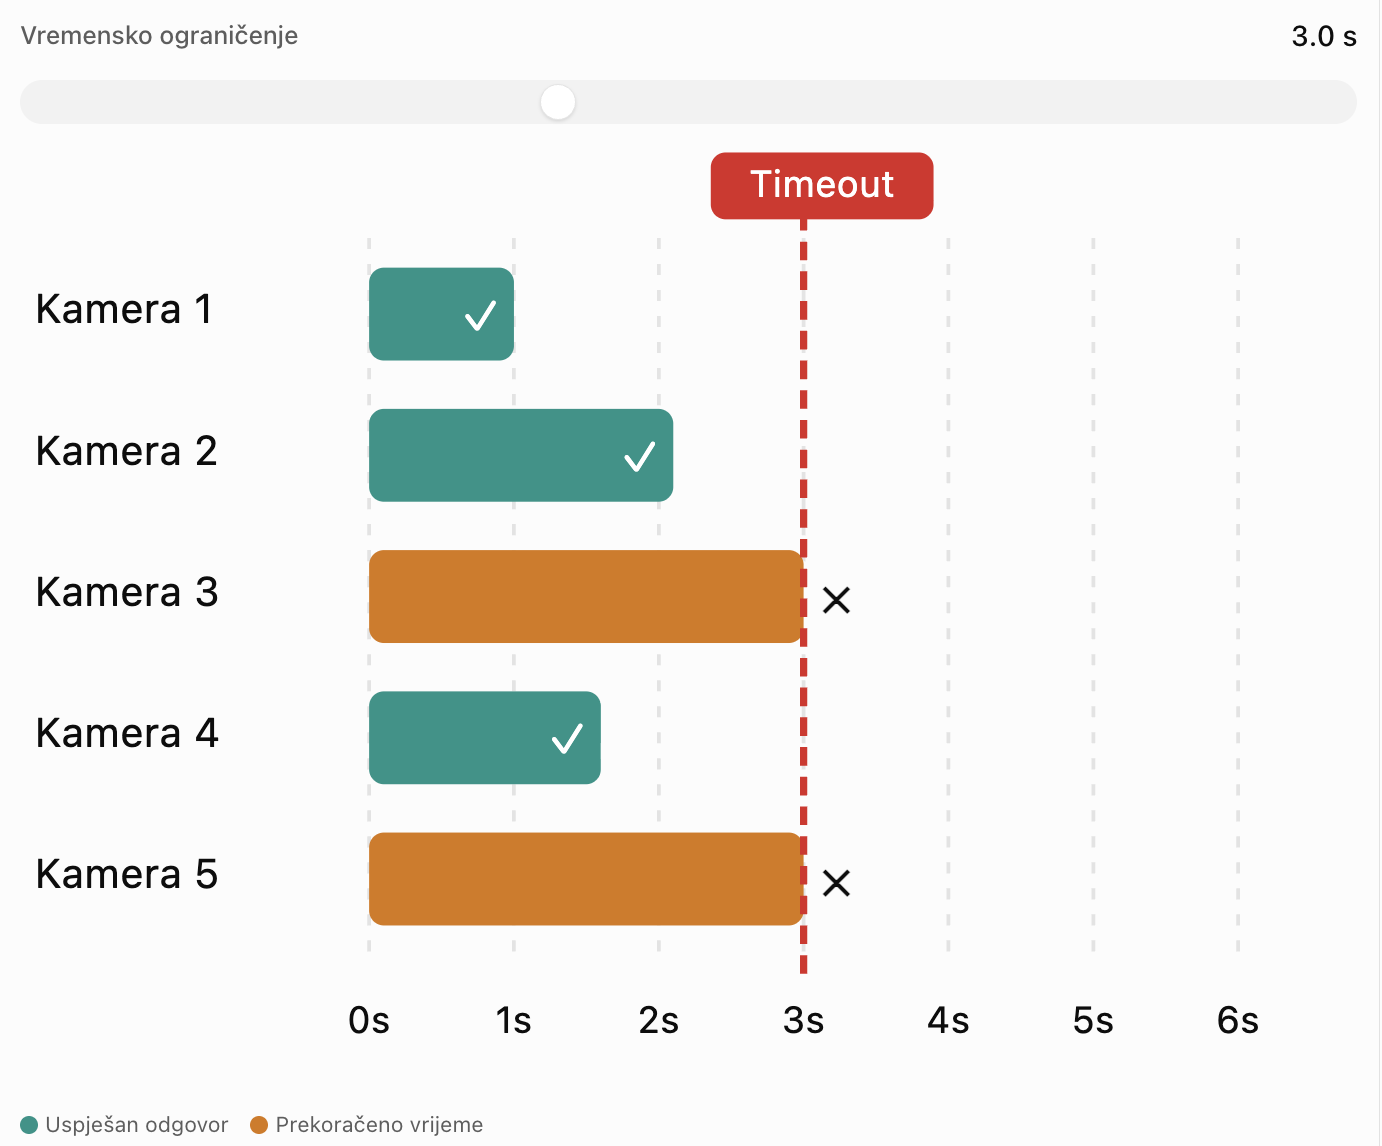 Vremensko ograničenje
3.0 s
Timeout
Kamera 1
Kamera 2
Kamera 3
Kamera 4
Kamera 5
0s 1s 2s 3s 4s 5s 6s
Uspješan odgovor Prekoračeno vrijeme